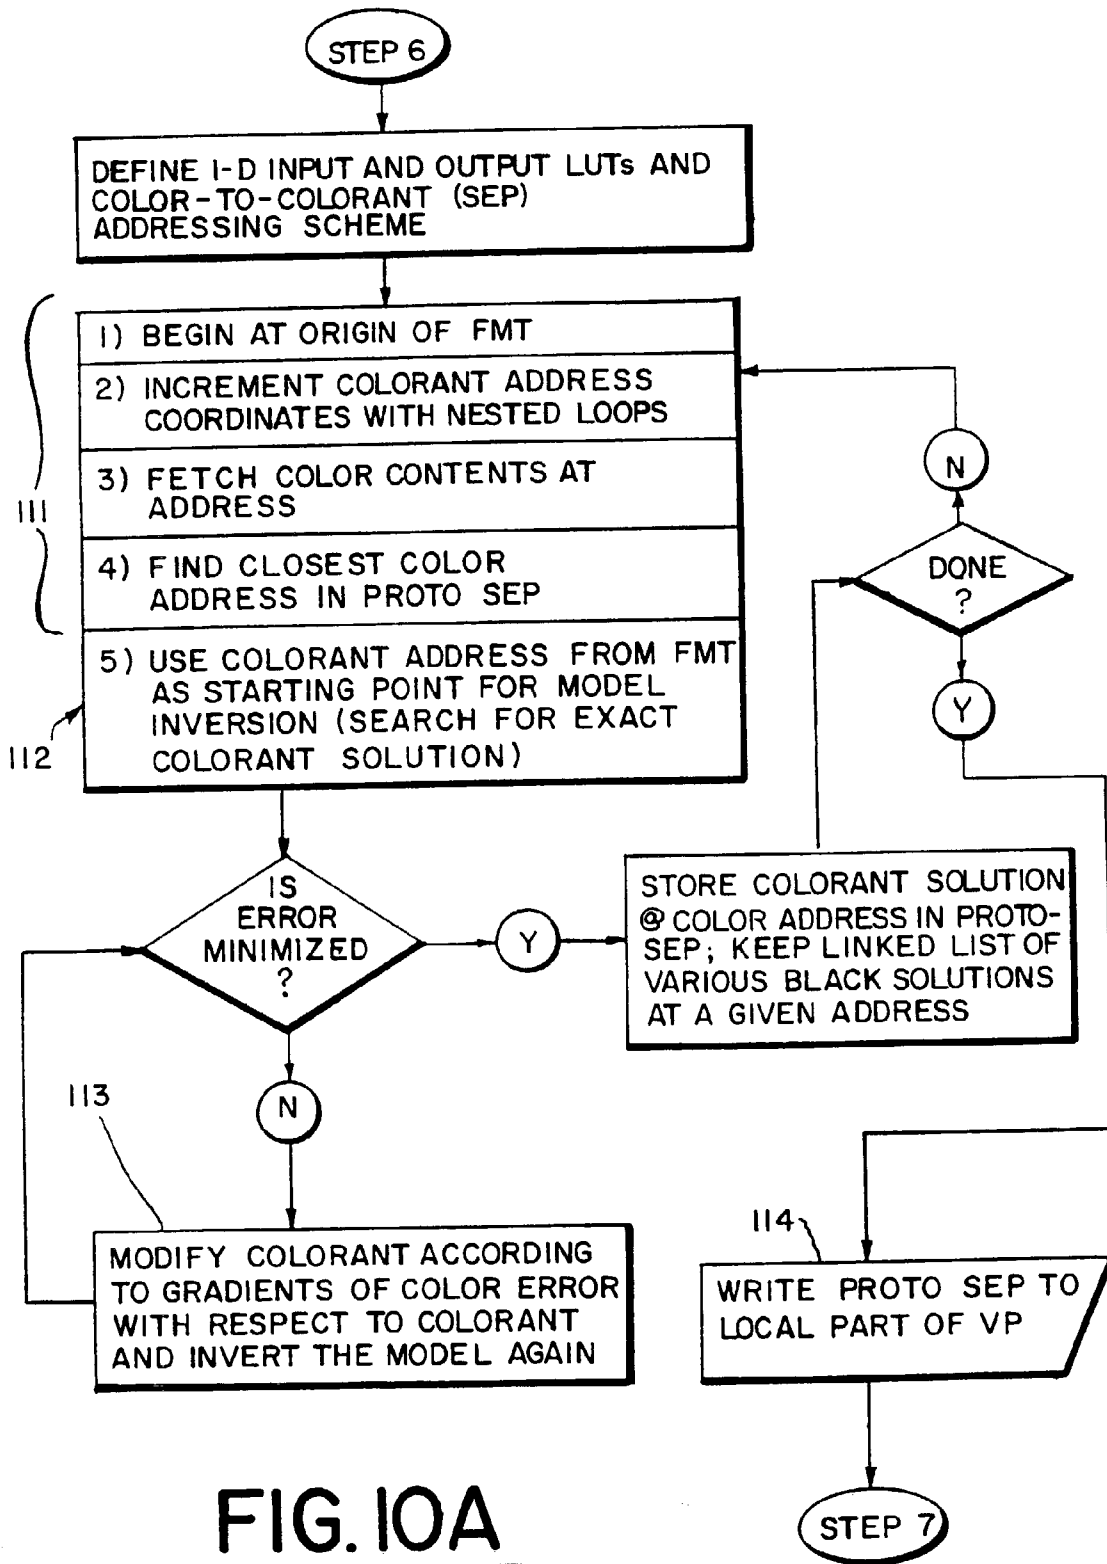 STEP 6
DEFINE 1-D INPUT AND OUTPUT LUTs AND
COLOR-TO-COLORANT (SEP)
ADDRESSING SCHEME
1) BEGIN AT ORIGIN OF FMT
2) INCREMENT COLORANT ADDRESS
COORDINATES WITH NESTED LOOPS
3) FETCH COLOR CONTENTS AT
ADDRESS
4) FIND CLOSEST COLOR
ADDRESS IN PROTO SEP
5) USE COLORANT ADDRESS FROM FMT
AS STARTING POINT FOR MODEL
INVERSION (SEARCH FOR EXACT
COLORANT SOLUTION)
111
112
N
DONE
?
Y
IS
ERROR
MINIMIZED
?
Y
STORE COLORANT SOLUTION
@ COLOR ADDRESS IN PROTO-
SEP; KEEP LINKED LIST OF
VARIOUS BLACK SOLUTIONS
AT A GIVEN ADDRESS
N
113
MODIFY COLORANT ACCORDING
TO GRADIENTS OF COLOR ERROR
WITH RESPECT TO COLORANT
AND INVERT THE MODEL AGAIN
114
WRITE PROTO SEP TO
LOCAL PART OF VP
STEP 7
FIG. 10A